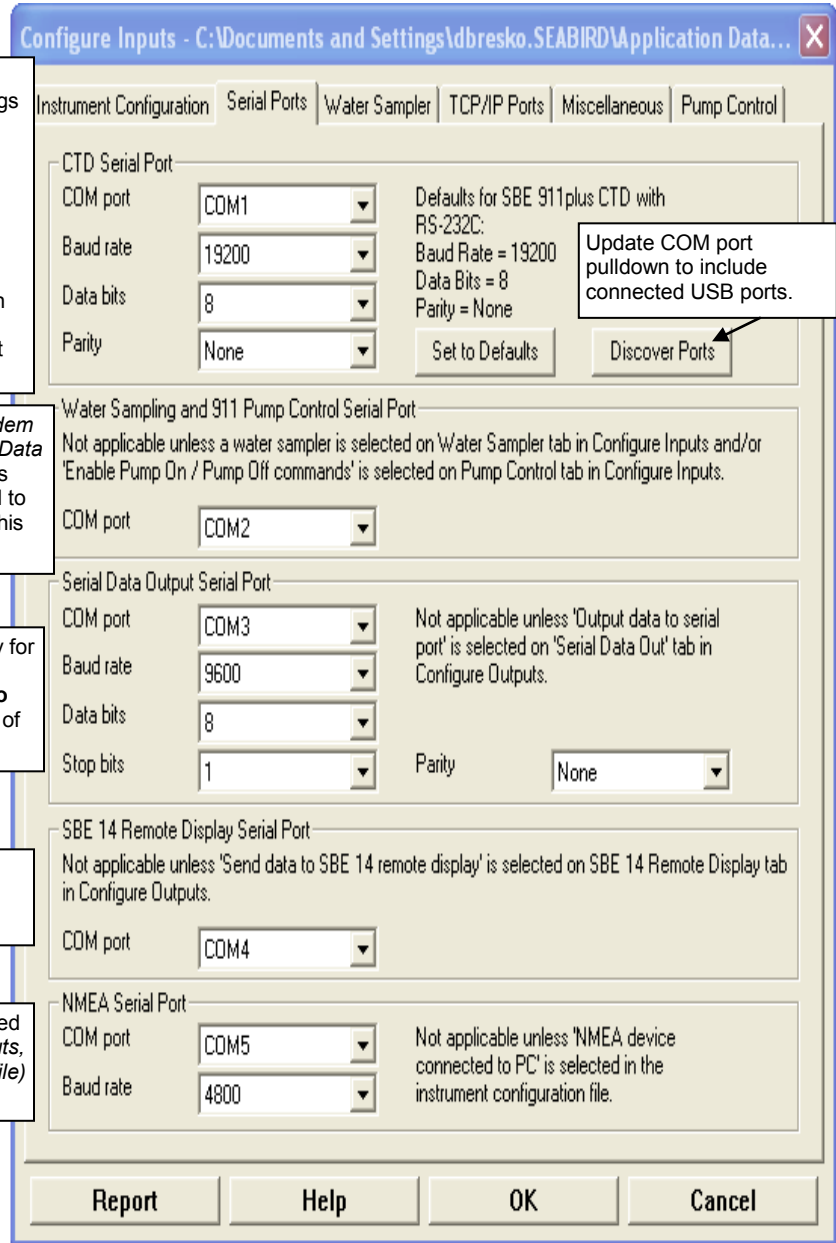 Configure Inputs - C:\Documents and Settings\dbresko.SEABIRD\Application Data...
Instrument Configuration Serial Ports Water Sampler TCP/IP Ports Miscellaneous Pump Control
CTD Serial Port
COM port COM1
Baud rate 19200
Data bits 8
Parity None
Defaults for SBE 911plus CTD with
RS-232C:
Baud Rate = 19200
Data Bits = 8
Parity = None
Update COM port
pulldown to include
connected USB ports.
Set to Defaults Discover Ports
Water Sampling and 911 Pump Control Serial Port
Not applicable unless a water sampler is selected on Water Sampler tab in Configure Inputs and/or
'Enable Pump On / Pump Off commands' is selected on Pump Control tab in Configure Inputs.
COM port COM2
Data
to
Serial Data Output Serial Port
COM port COM3
Baud rate 9600
Data bits 8
Stop bits 1
Not applicable unless 'Output data to serial
port' is selected on 'Serial Data Out' tab in
Configure Outputs.
Parity None
for
of
SBE 14 Remote Display Serial Port
Not applicable unless 'Send data to SBE 14 remote display' is selected on SBE 14 Remote Display tab
in Configure Outputs.
COM port COM4
NMEA Serial Port
COM port COM5
Baud rate 4800
Not applicable unless 'NMEA device
connected to PC' is selected in the
instrument configuration file.
Report Help OK Cancel